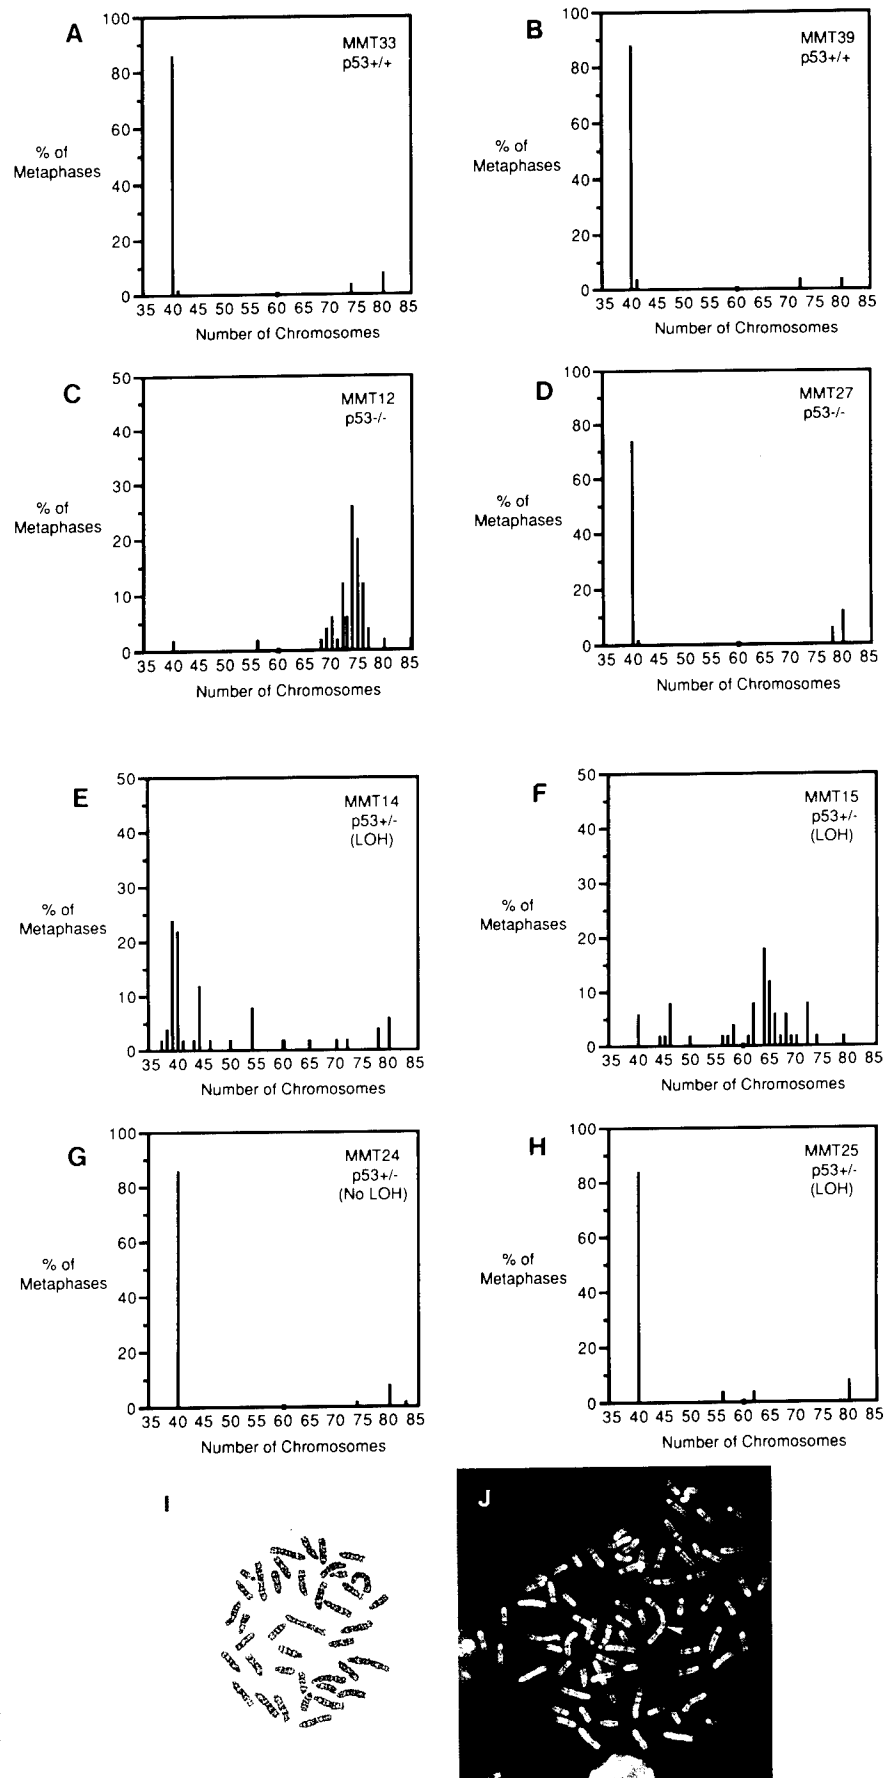 A
MMT33
p53+/+
% of
Metaphases
100
80
60
40
20
0
35 40 45 50 55 60 65 70 75 80 85
Number of Chromosomes
B
MMT39
p53+/+
% of
Metaphases
100
80
60
40
20
0
35 40 45 50 55 60 65 70 75 80 85
Number of Chromosomes
C
MMT12
p53-/-
% of
Metaphases
50
40
30
20
10
0
35 40 45 50 55 60 65 70 75 80 85
Number of Chromosomes
D
MMT27
p53-/-
% of
Metaphases
100
80
60
40
20
0
35 40 45 50 55 60 65 70 75 80 85
Number of Chromosomes
E
MMT14
p53+/-
(LOH)
% of
Metaphases
50
40
30
20
10
0
35 40 45 50 55 60 65 70 75 80 85
Number of Chromosomes
F
MMT15
p53+/-
(LOH)
% of
Metaphases
50
40
30
20
10
0
35 40 45 50 55 60 65 70 75 80 85
Number of Chromosomes
G
MMT24
p53+/-
(No LOH)
% of
Metaphases
100
80
60
40
20
0
35 40 45 50 55 60 65 70 75 80 85
Number of Chromosomes
H
MMT25
p53+/-
(LOH)
% of
Metaphases
100
80
60
40
20
0
35 40 45 50 55 60 65 70 75 80 85
Number of Chromosomes
I
J